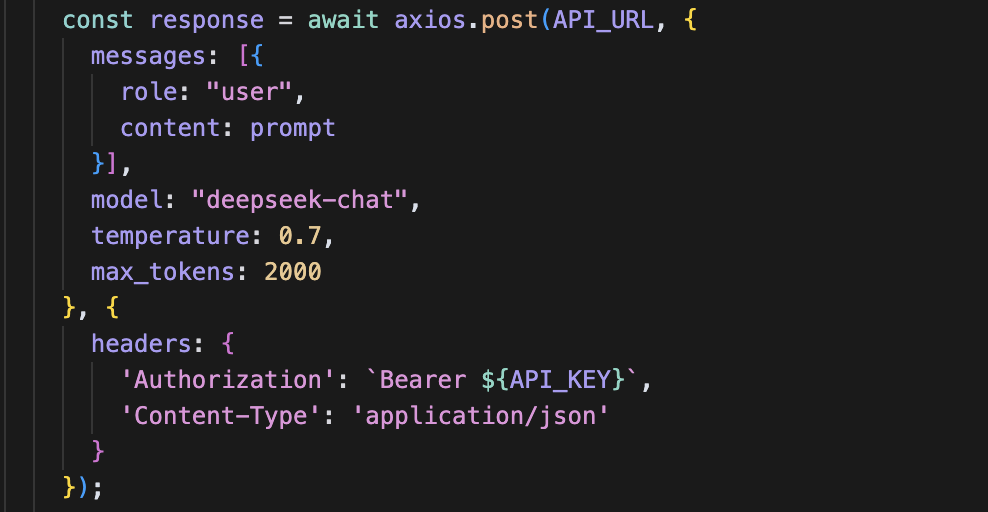 const response = await axios.post(API_URL, {
messages: [{
role: "user",
content: prompt
}],
model: "deepseek-chat",
temperature: 0.7,
max_tokens: 2000
}, {
headers: {
'Authorization': `Bearer ${API_KEY}`,
'Content-Type': 'application/json'
}
});